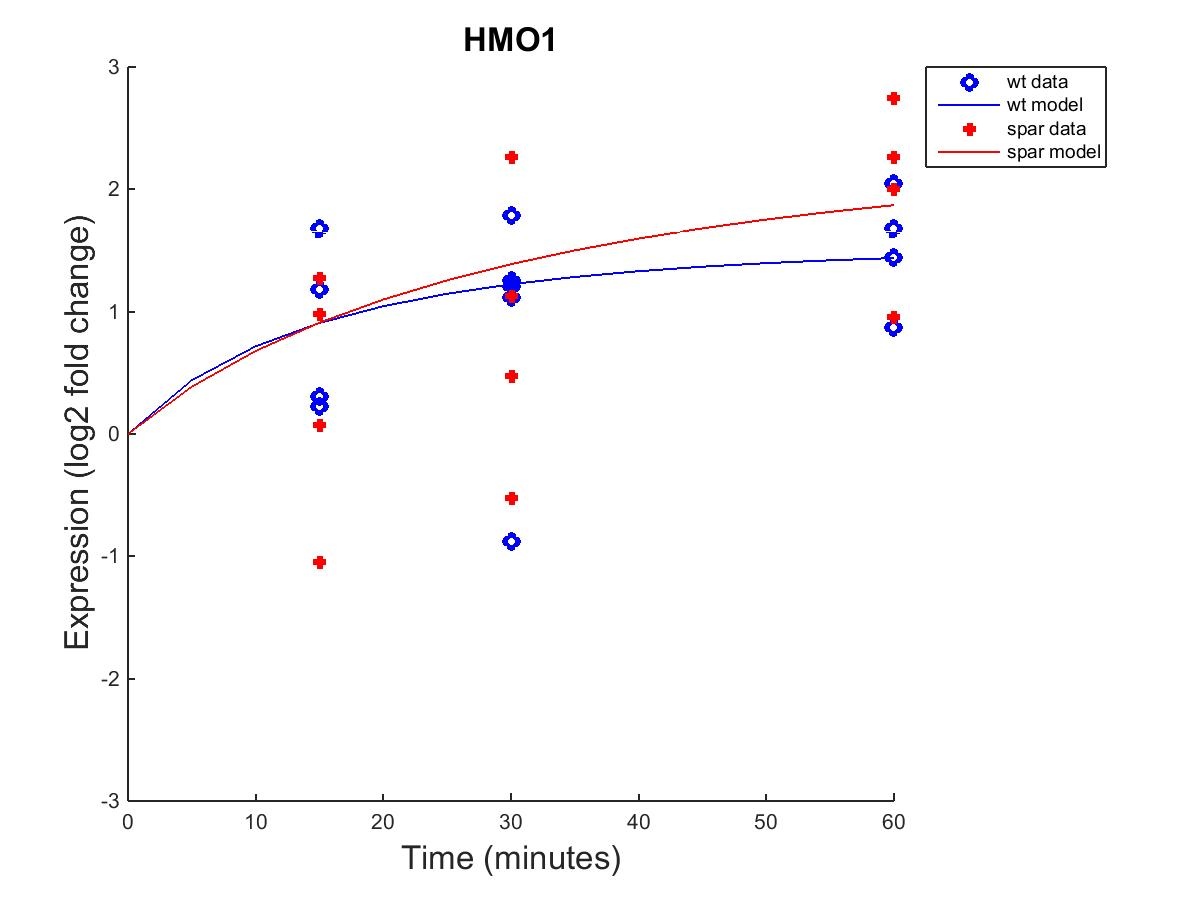 HMO1
wt data
wt model
spar data
spar model
Expression (log2 fold change)
3
2
1
0
-1
-2
-3
0 10 20 30 40 50 60
Time (minutes)